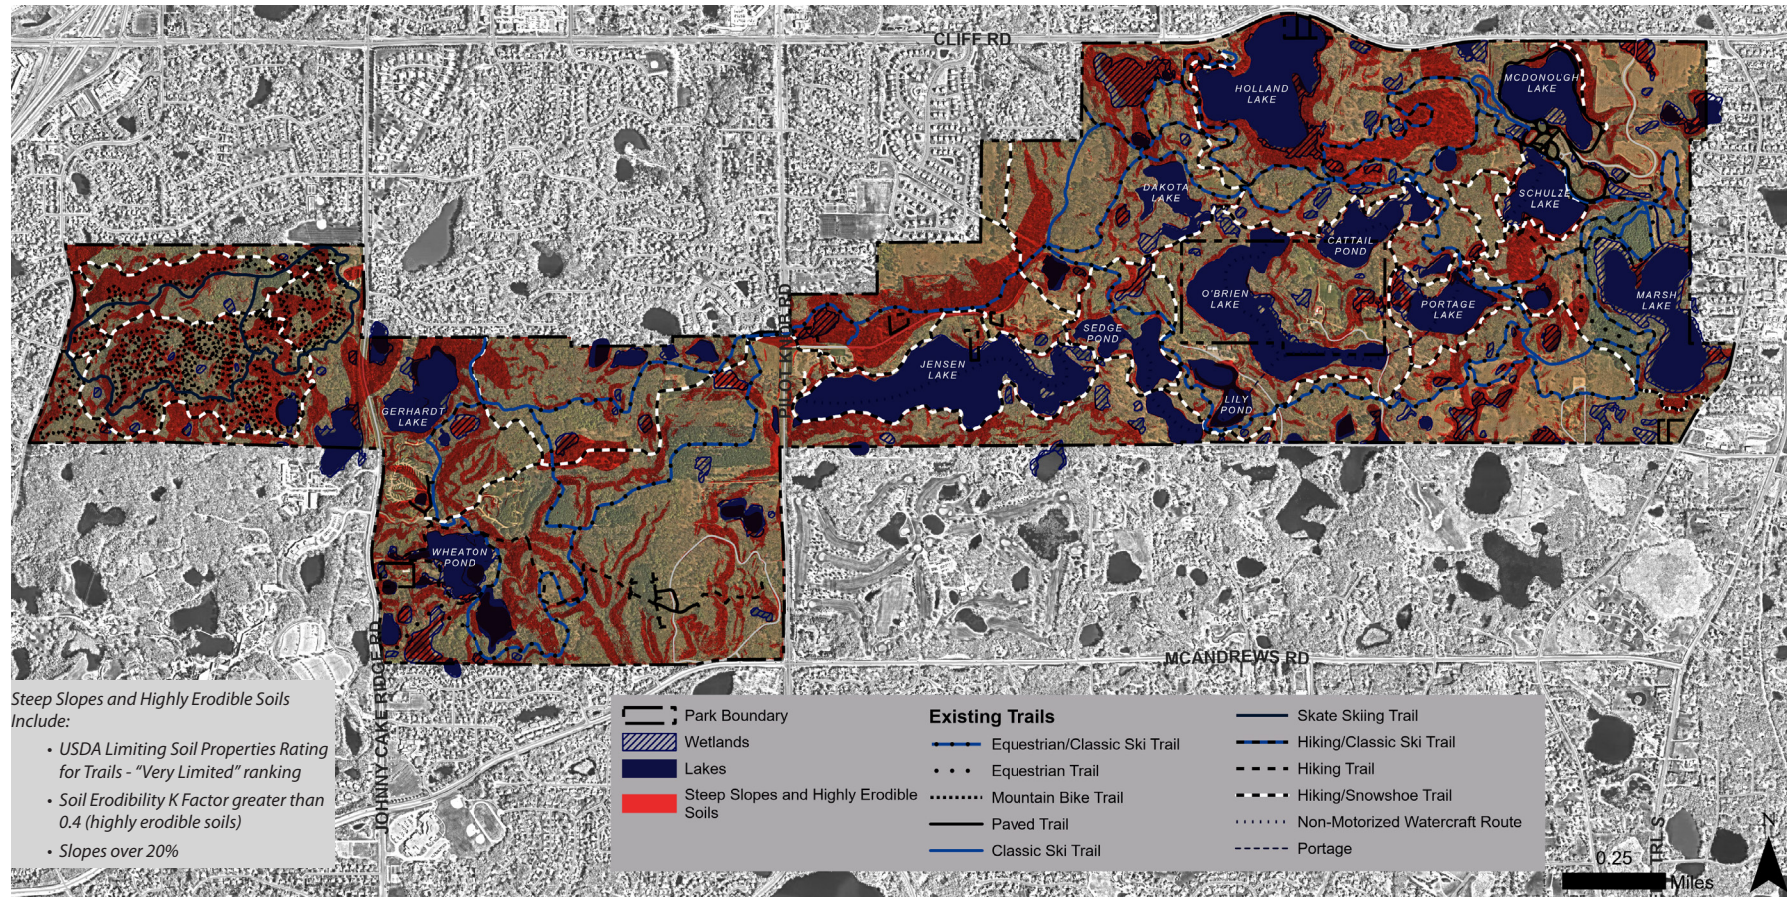 CLIFF RD
HOLLAND
LAKE
MCDONOUGH
LAKE
DAKOTA
LAKE
SCHULZE
LAKE
CATTAIL
POND
O'BRIEN
LAKE
PORTAGE
LAKE
MARSH
LAKE
SEDGE
POND
JENSEN
LAKE
LILY
POND
GERHARDT
LAKE
WHEATON
POND
JOHNNY CAKE RIDGE RD
MCANDREWS RD
Steep Slopes and Highly Erodible Soils
Include:
• USDA Limiting Soil Properties Rating
for Trails - “Very Limited” ranking
• Soil Erodibility K Factor greater than
0.4 (highly erodible soils)
• Slopes over 20%
Park Boundary
Wetlands
Lakes
Steep Slopes and Highly Erodible
Soils
Existing Trails
Equestrian/Classic Ski Trail
Equestrian Trail
Mountain Bike Trail
Paved Trail
Classic Ski Trail
Skate Skiing Trail
Hiking/Classic Ski Trail
Hiking Trail
Hiking/Snowshoe Trail
Non-Motorized Watercraft Route
Portage
TRL S
N
0.25
Miles